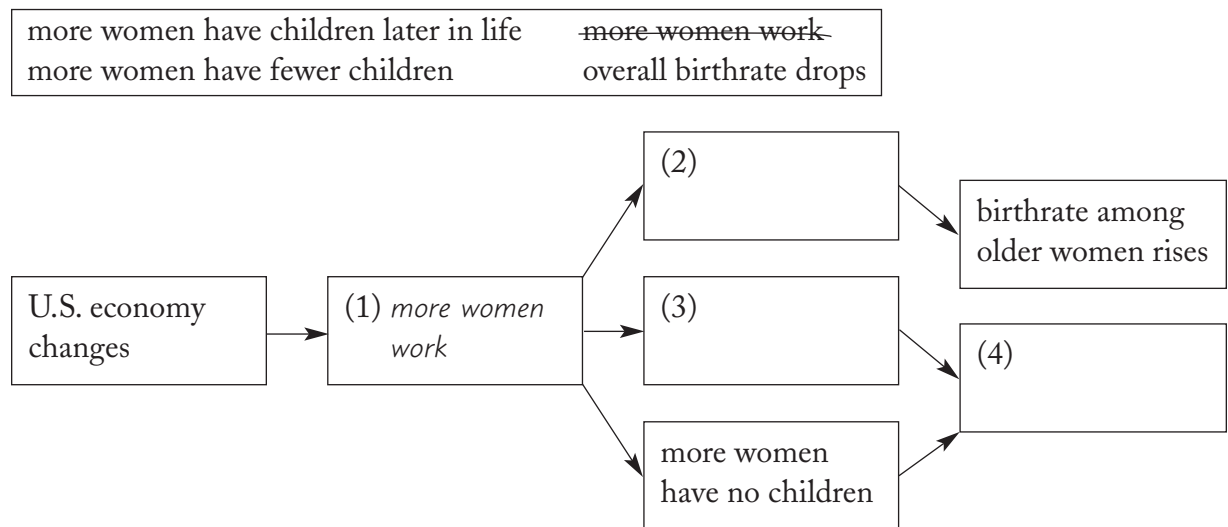 more women have children later in life more women work
more women have fewer children overall birthrate drops
(2)
birthrate among
older women rises
U.S. economy
changes
(1) more women
work
(3)
(4)
more women
have no children